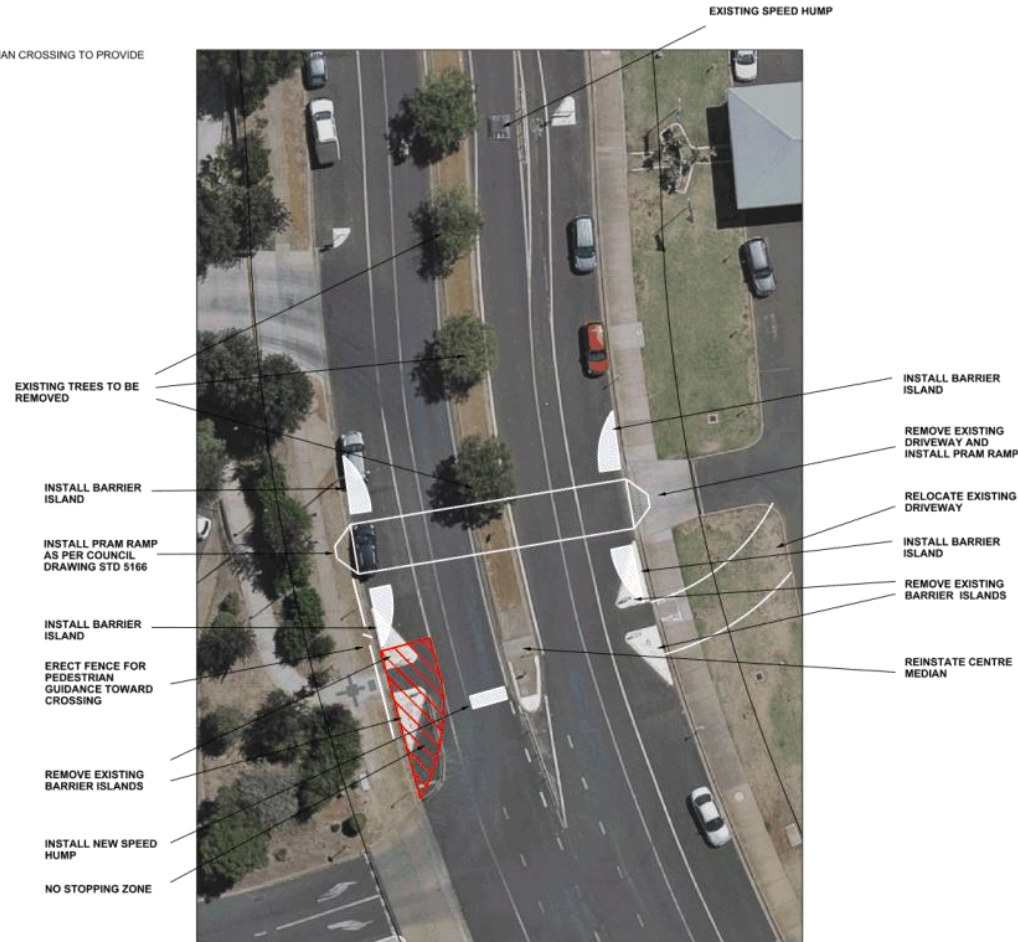 EXISTING SPEED HUMP
IAN CROSSING TO PROVIDE
EXISTING TREES TO BE
REMOVED
INSTALL BARRIER
ISLAND
INSTALL PRAM RAMP
AS PER COUNCIL
DRAWING STD 5166
INSTALL BARRIER
ISLAND
ERECT FENCE FOR
PEDESTRIAN
GUIDANCE TOWARD
CROSSING
REMOVE EXISTING
BARRIER ISLANDS
INSTALL NEW SPEED
HUMP
NO STOPPING ZONE
INSTALL BARRIER
ISLAND
REMOVE EXISTING
DRIVEWAY AND
INSTALL PRAM RAMP
RELOCATE EXISTING
DRIVEWAY
INSTALL BARRIER
ISLAND
REMOVE EXISTING
BARRIER ISLANDS
REINSTATE CENTRE
MEDIAN